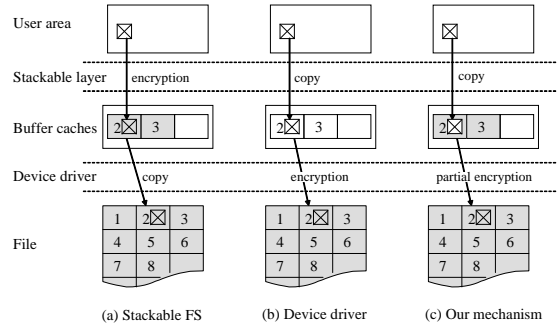 User area
Stackable layer
encryption
copy
copy
Buffer caches
2 3
2 3
2 3
Device driver
copy
encryption
partial encryption
File
1 2 3
4 5 6
7 8
1 2 3
4 5 6
7 8
1 2 3
4 5 6
7 8
(a) Stackable FS
(b) Device driver
(c) Our mechanism